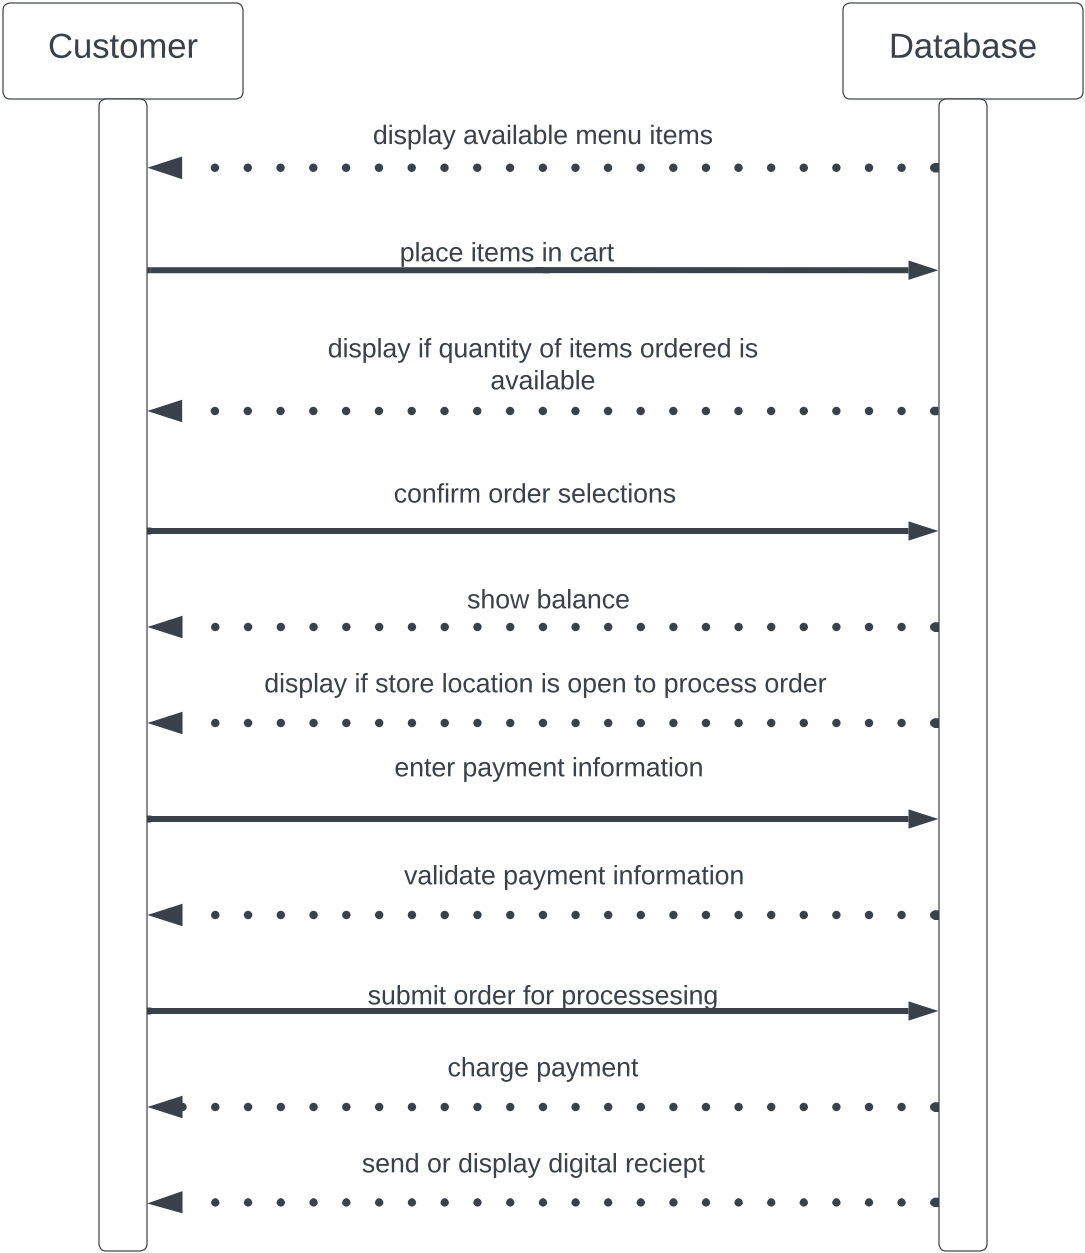 Customer
Database
display available menu items
place items in cart
display if quantity of items ordered is
available
confirm order selections
show balance
display if store location is open to process order
enter payment information
validate payment information
submit order for processesing
charge payment
send or display digital reciept